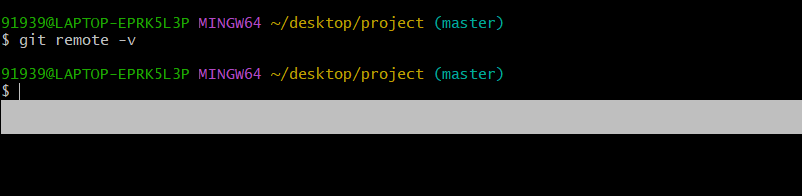 91939@LAPTOP-EPRK5L3P MINGW64 ~/desktop/project (master)
$ git remote -v
91939@LAPTOP-EPRK5L3P MINGW64 ~/desktop/project (master)
$